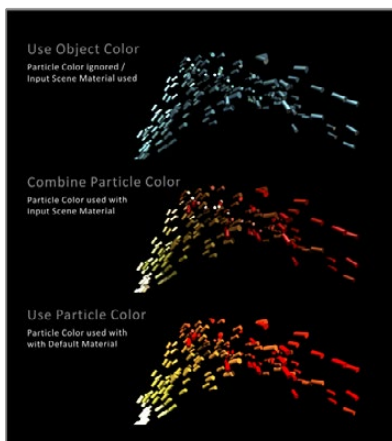 Use Object Color
Particle Color Ignored /
Input Scene Material used
Combine Particle Color
Particle Color used with
Input Scene Material
Use Particle Color
Particle Color used with
with Default Material